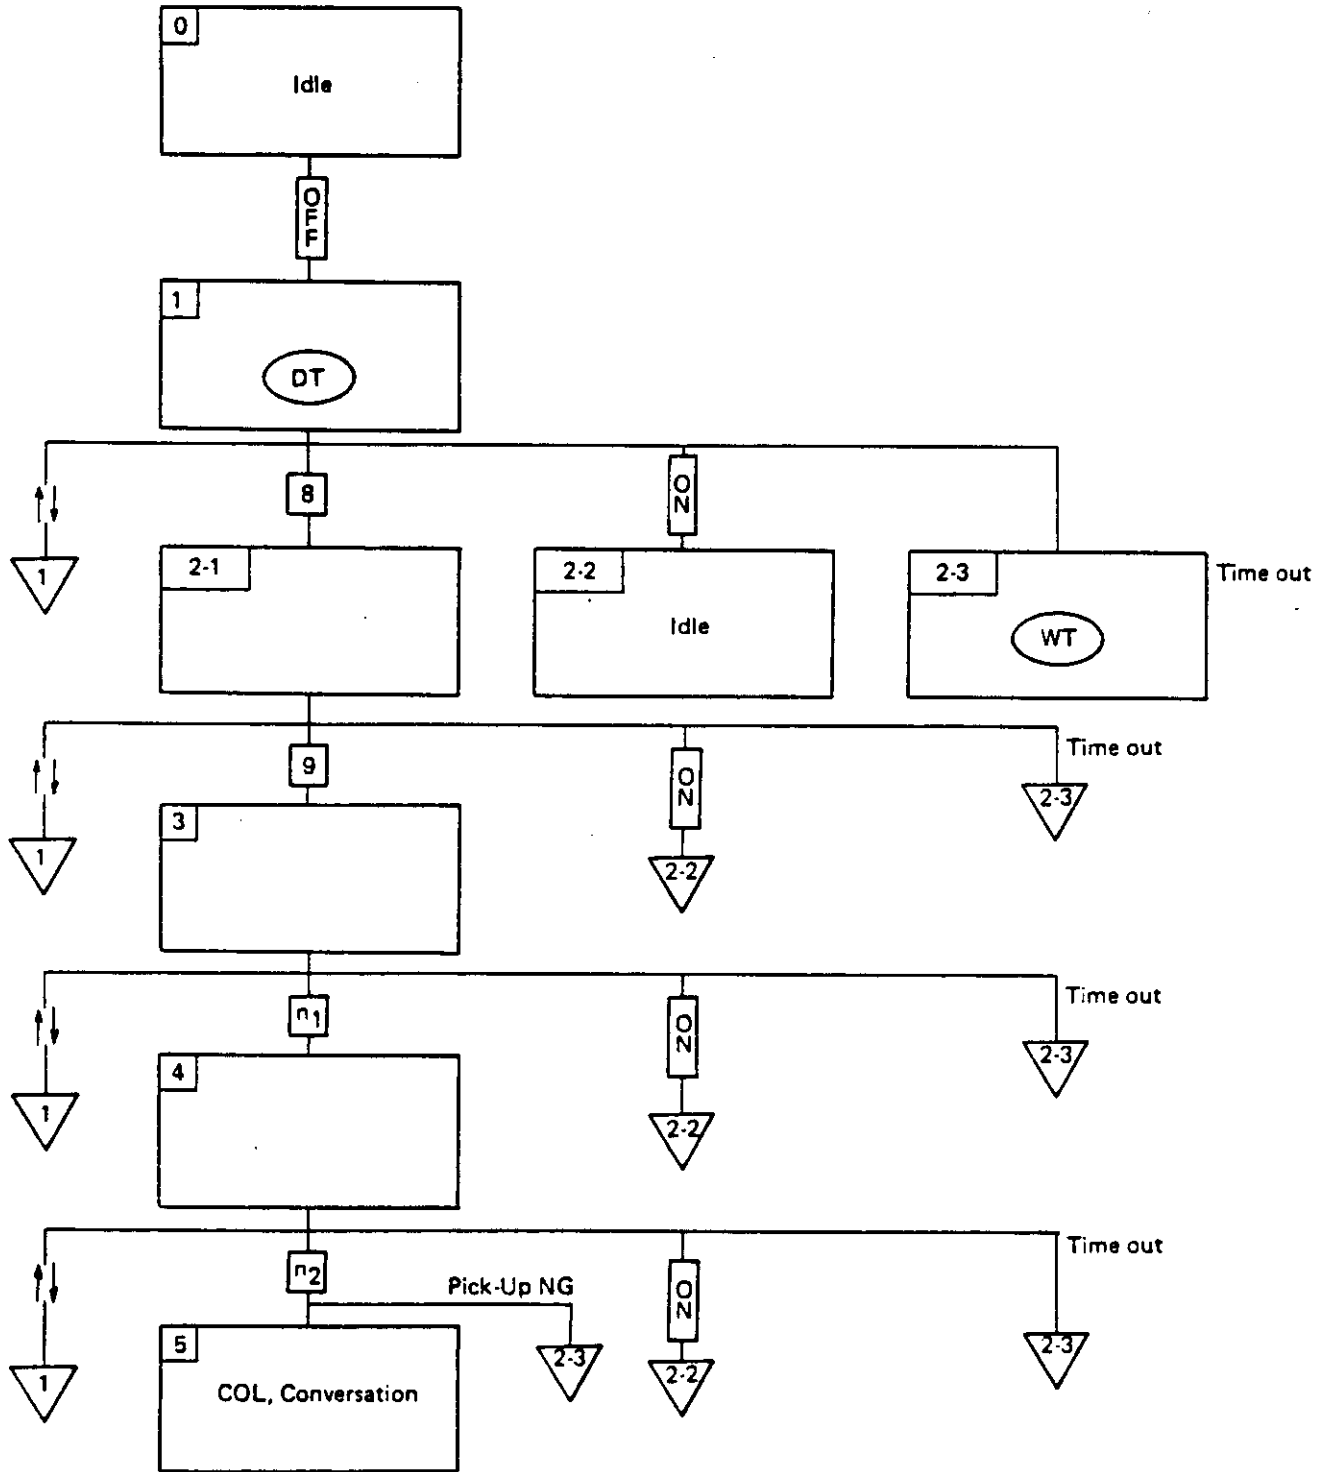 0
Idle
OFF
1
DT
8
ON
1
2-1
2-2
2-3
Time out
Idle
WT
9
ON
Time out
1
3
2-2
2-3
n1
ON
Time out
1
4
2-2
2-3
n2
Pick-Up NG
ON
Time out
1
5
2-3
2-2
2-3
COL, Conversation